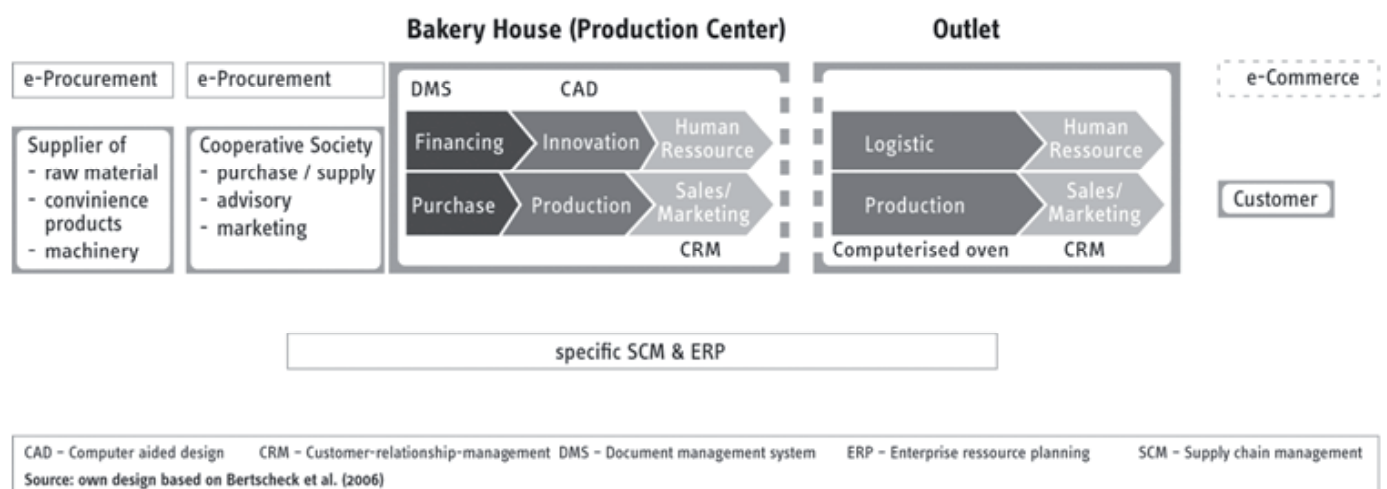 Bakery House (Production Center)
Outlet
e-Procurement
e-Procurement
e-Commerce
Supplier of
- raw material
- convinience
products
- machinery
Cooperative Society
- purchase / supply
- advisory
- marketing
DMS
CAD
Financing
Innovation
Human
Ressource
Purchase
Production
Sales/
Marketing
CRM
Logistic
Human
Ressource
Production
Sales/
Marketing
Computerised oven
CRM
Customer
specific SCM & ERP
CAD – Computer aided design CRM – Customer-relationship-management DMS – Document management system ERP – Enterprise ressource planning SCM – Supply chain management
Source: own design based on Bertscheck et al. (2006)